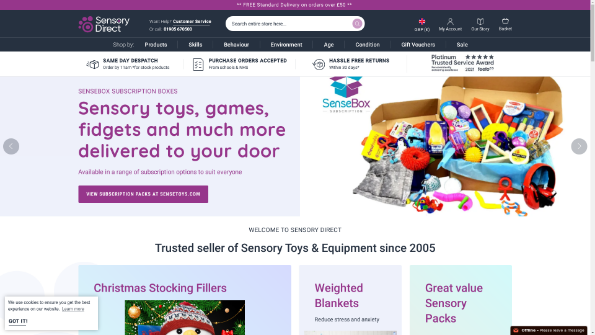 ** FREE Standard Delivery on orders over £50 **
Sensory Direct
Want Help? Customer Service
Or call 01905 670500
Search entire store here...
GBP (£)
My Account
Our Story
Basket
Shop by: Products Skills Behaviour Environment Age Condition Gift Vouchers Sale
SAME DAY DESPATCH
Order by 11am *for stock products
PURCHASE ORDERS ACCEPTED
From schools & NHS
HASSLE FREE RETURNS
Within 30 days*
Platinum
Trusted Service Award
2021 feefo
SENSEBOX SUBSCRIPTION BOXES
Sensory toys, games,
fidgets and much more
delivered to your door
Available in a range of subscription options to suit everyone
VIEW SUBSCRIPTION PACKS AT SENSETOYS.COM
SenseBox
SUBSCRIPTION
WELCOME TO SENSORY DIRECT
Trusted seller of Sensory Toys & Equipment since 2005
Christmas Stocking Fillers
Weighted
Blankets
Reduce stress and anxiety
Great value
Sensory
Packs
We use cookies to ensure you get the best
experience on our website. Learn more
GOT IT!
Offline - Please leave a message